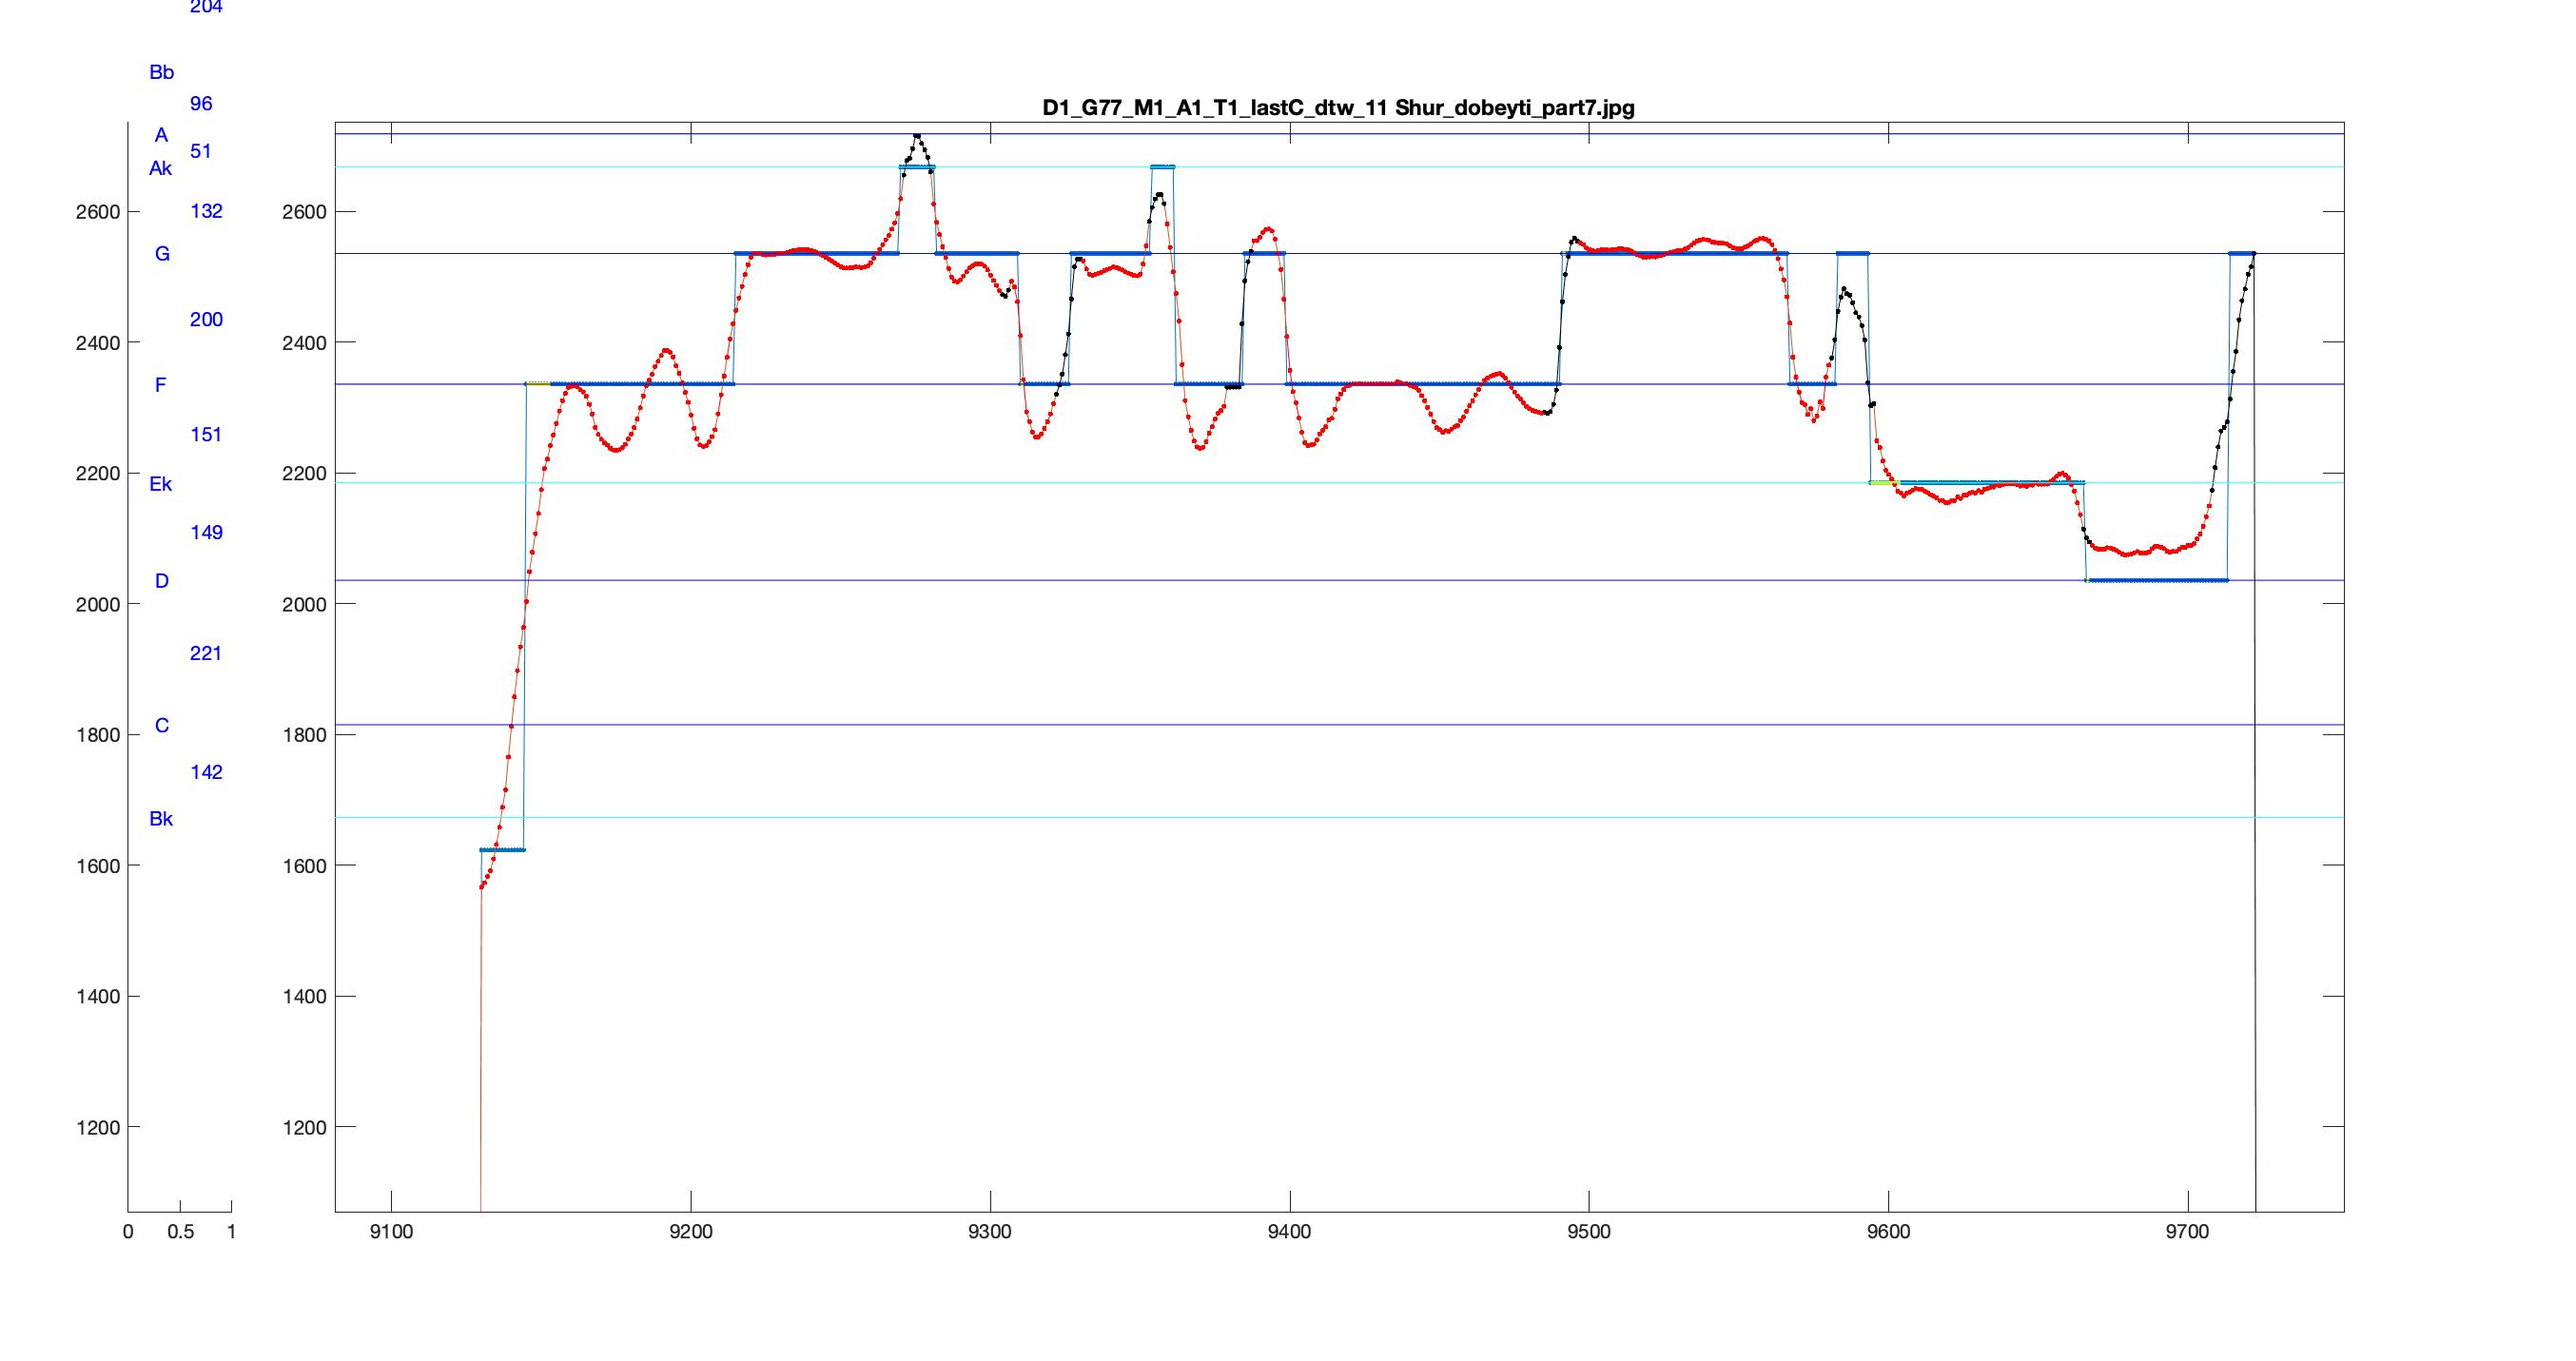 204
Bb
96
D1_G77_M1_A1_T1_lastC_dtw_11 Shur_dobeyti_part7.jpg
A
51
Ak
132
2600 2600
G
200
2400 2400
F
151
2200 2200
Ek
149
D
2000 2000
221
C
1800 1800
142
Bk
1600 1600
1400 1400
1200 1200
0 0.5 1 9100 9200 9300 9400 9500 9600 9700